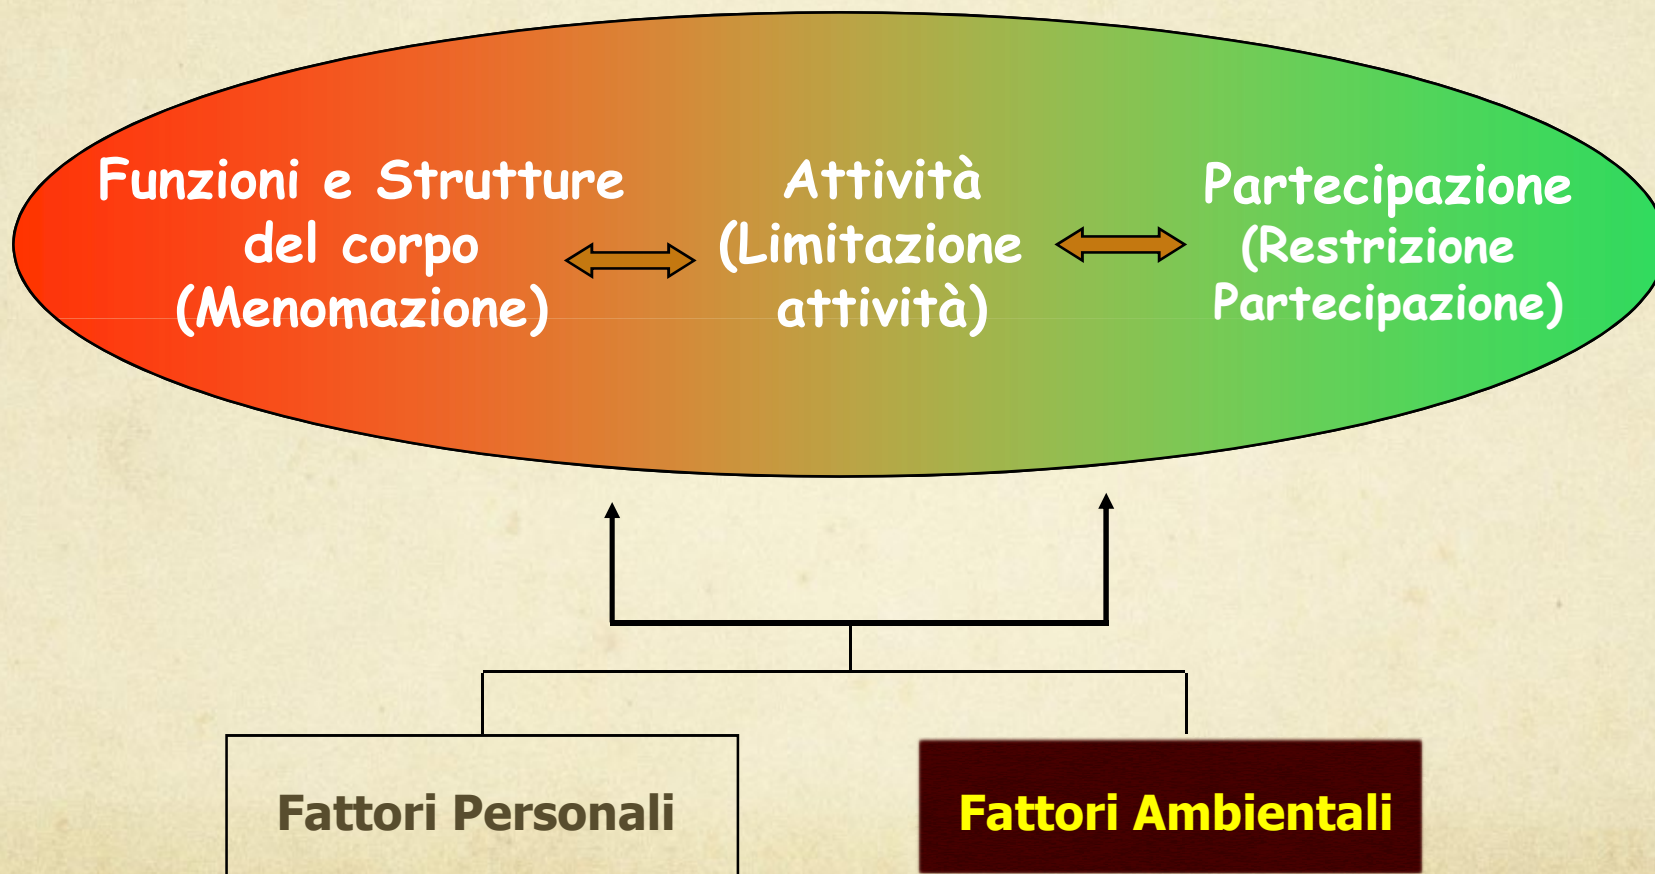 Funzioni e Strutture
del corpo
(Menomazione)
Attività
(Limitazione
attività)
Partecipazione
(Restrizione
Partecipazione)
Fattori Personali
Fattori Ambientali